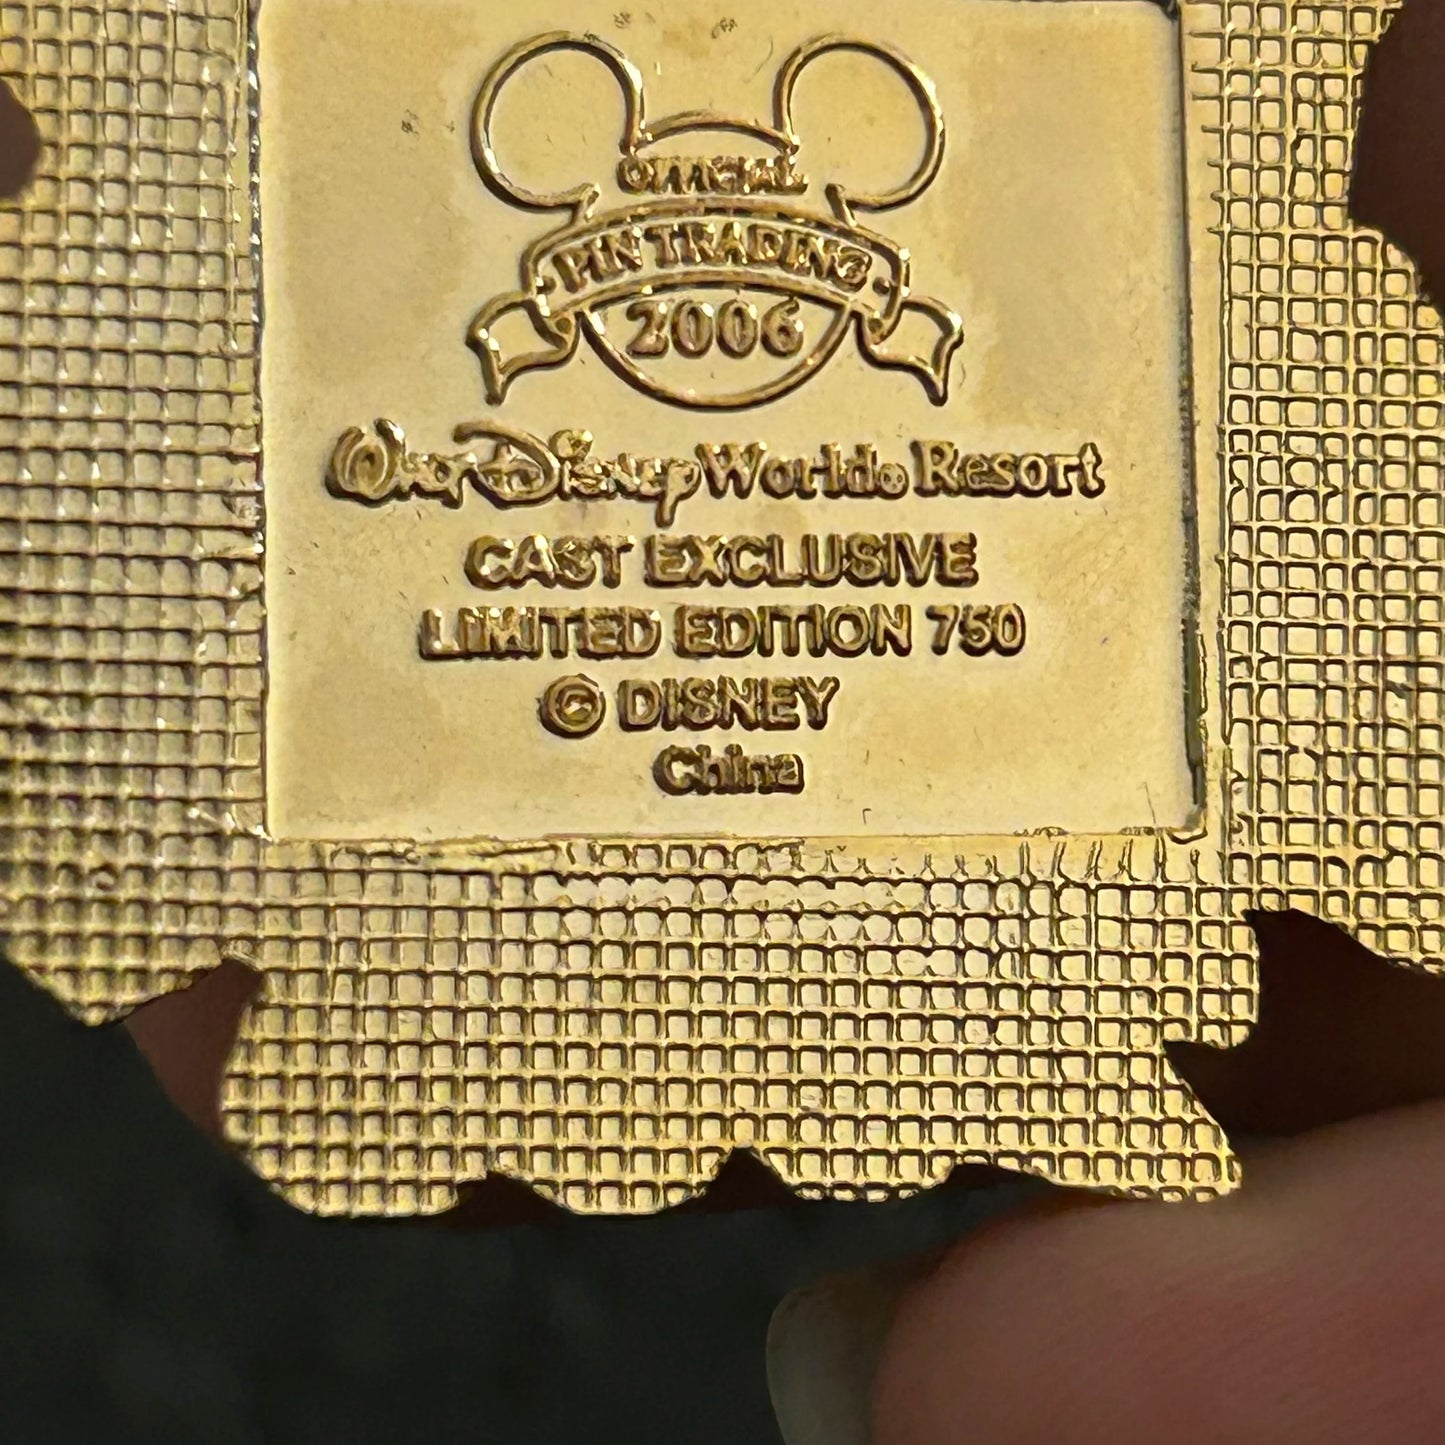 OFFICIAL
PIN TRADING
2006
Walt Disney World® Resort
CAST EXCLUSIVE
LIMITED EDITION 750
© DISNEY
China